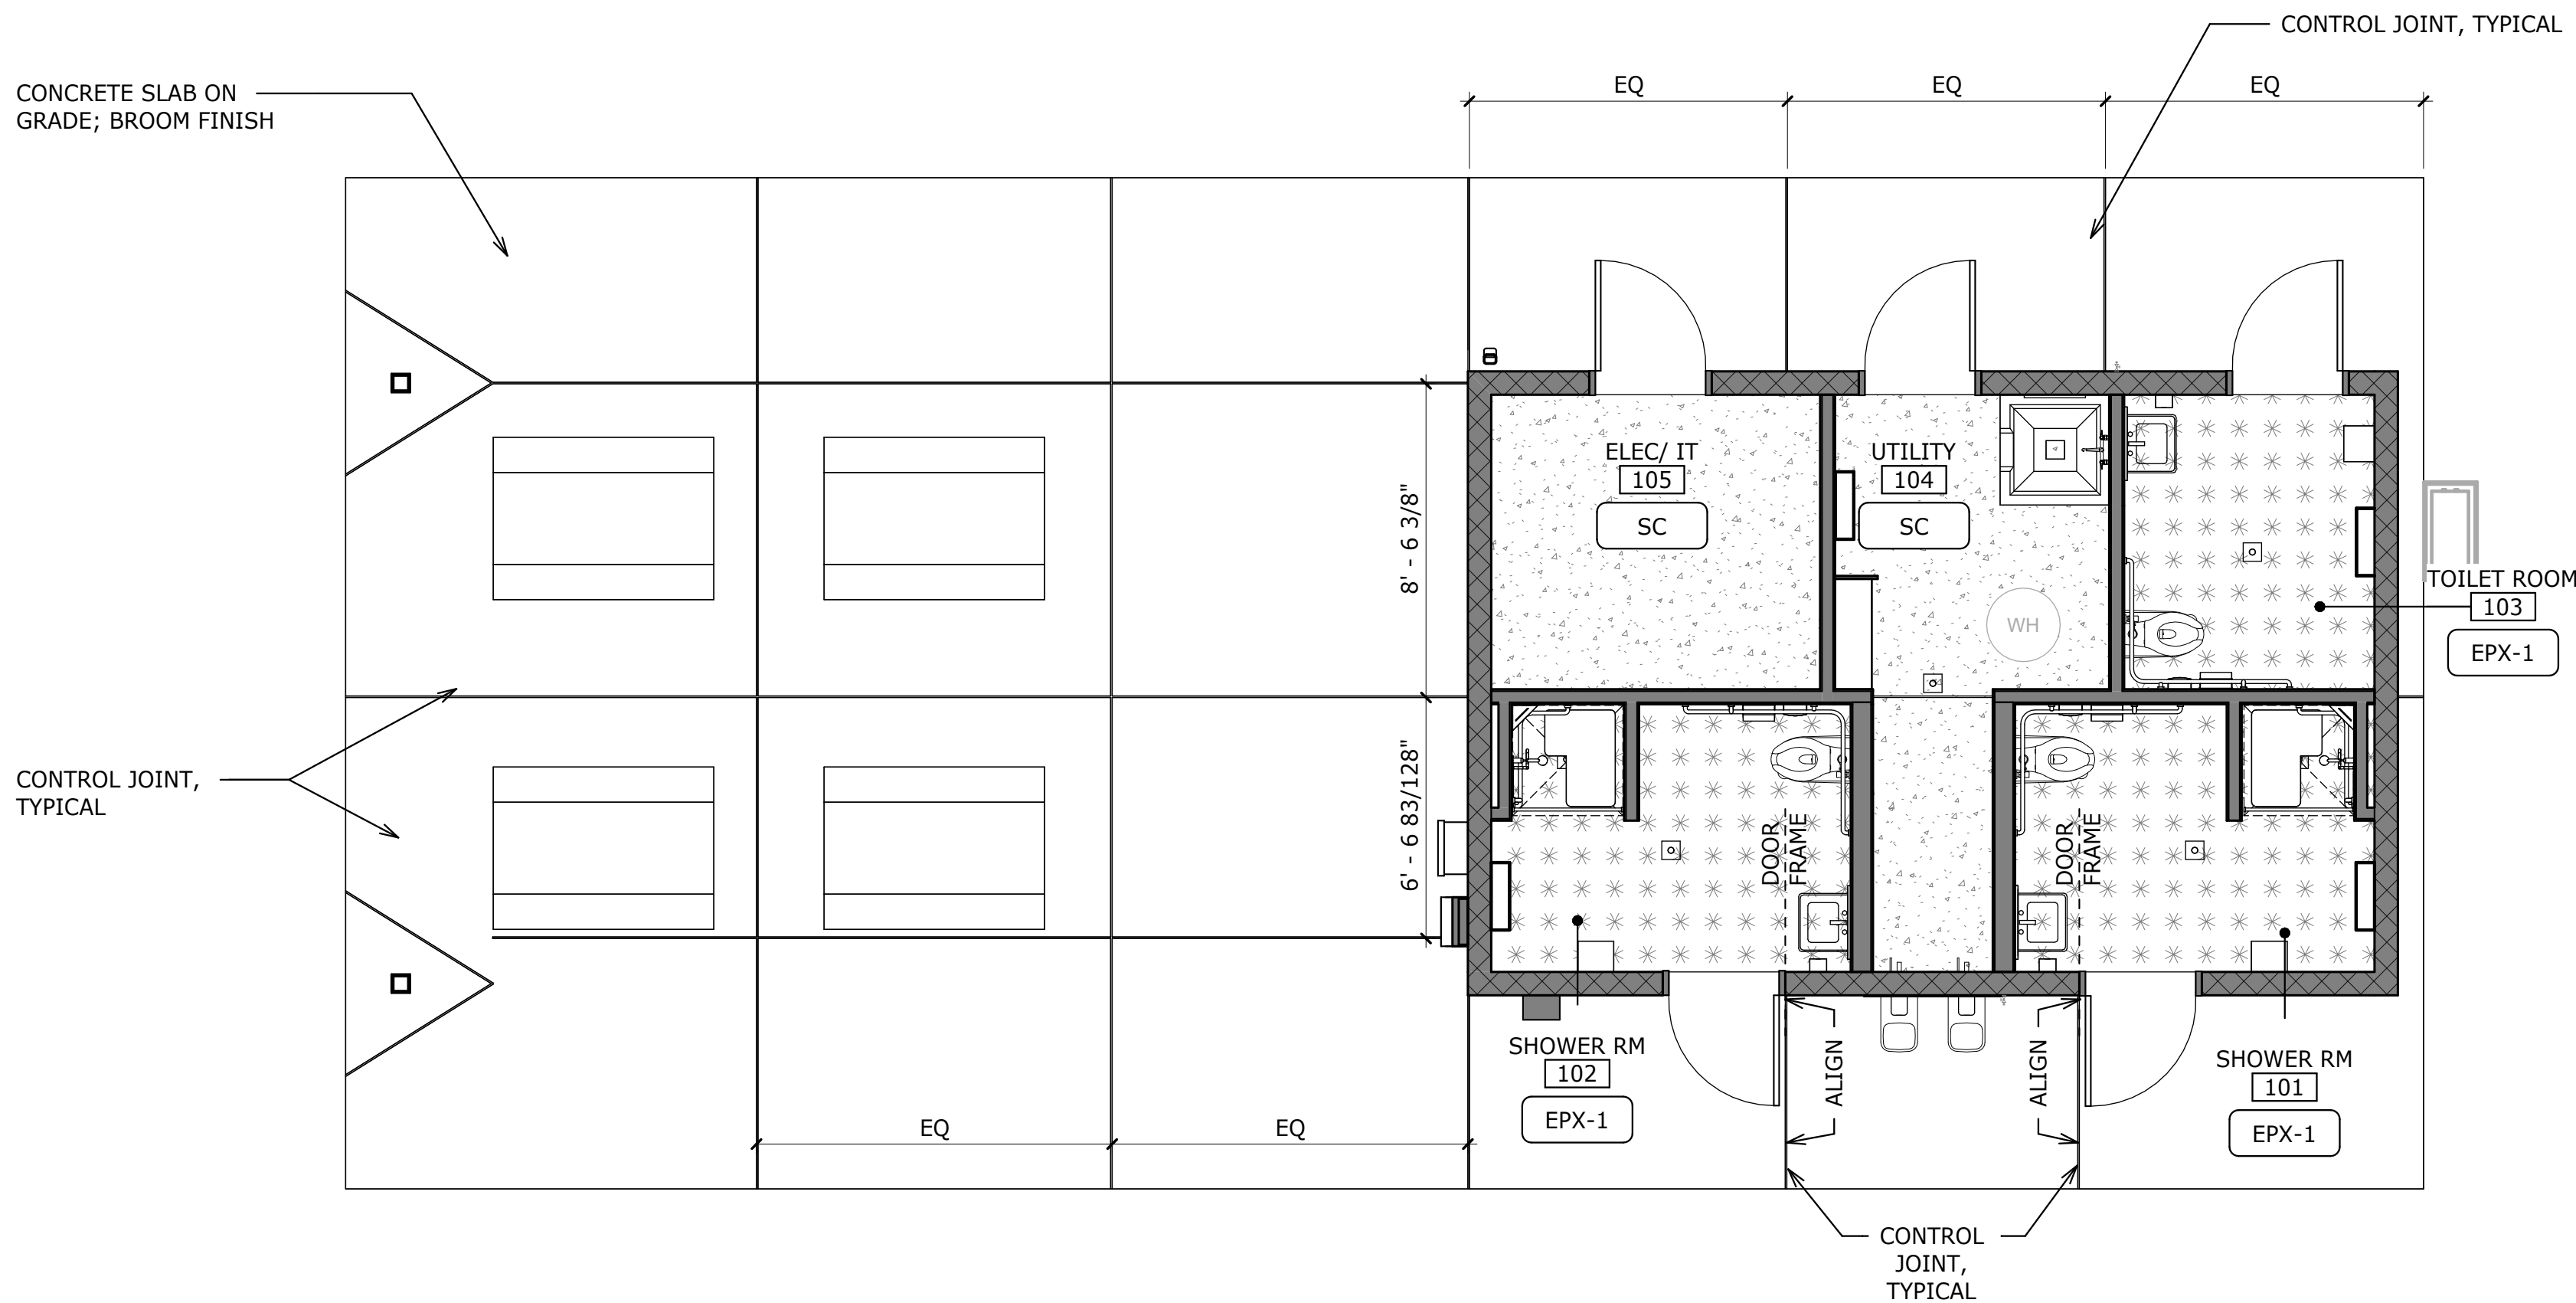 CONTROL JOINT, TYPICAL
CONCRETE SLAB ON
GRADE; BROOM FINISH
EQ
EQ
EQ
ELEC/ IT
105
SC
UTILITY
104
SC
8' - 6 3/8"
WH
TOILET ROOM
103
EPX-1
CONTROL JOINT,
TYPICAL
6' - 6 83/128"
DOOR
FRAME
DOOR
FRAME
SHOWER RM
102
EPX-1
ALIGN
ALIGN
SHOWER RM
101
EPX-1
EQ
EQ
CONTROL
JOINT,
TYPICAL